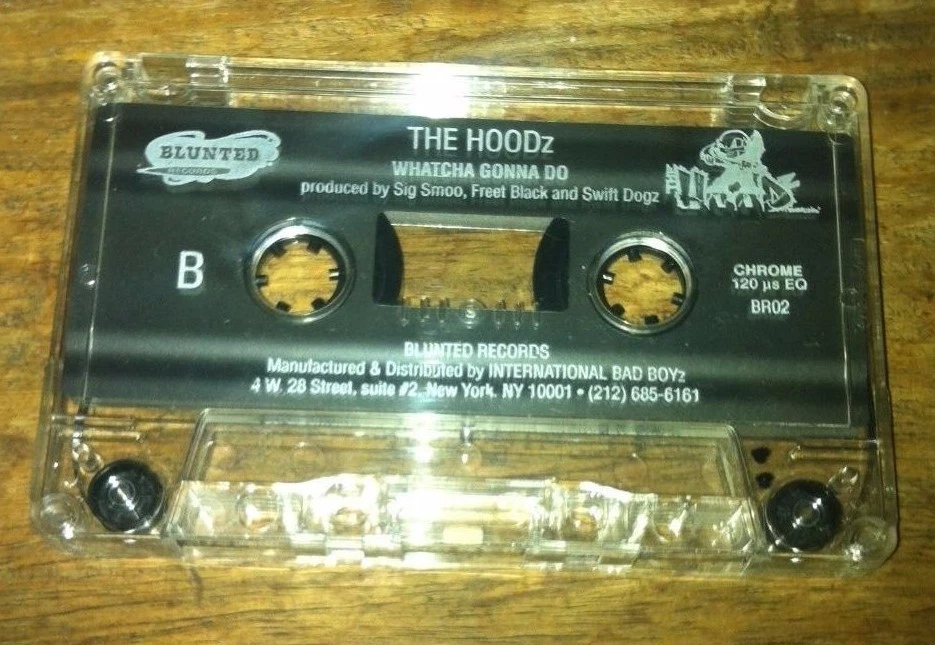 BLUNTED
RECORDS
THE HOODz
WHATCHA GONNA DO
produced by Sig Smoo, Freet Black and Swift Dogz
THE HOODz
B
CHROME
120 µs EQ
BR02
BLUNTED RECORDS
Manufactured & Distributed by INTERNATIONAL BAD BOYz
4 W. 28 Street, suite #2, New York, NY 10001 • (212) 685-6161